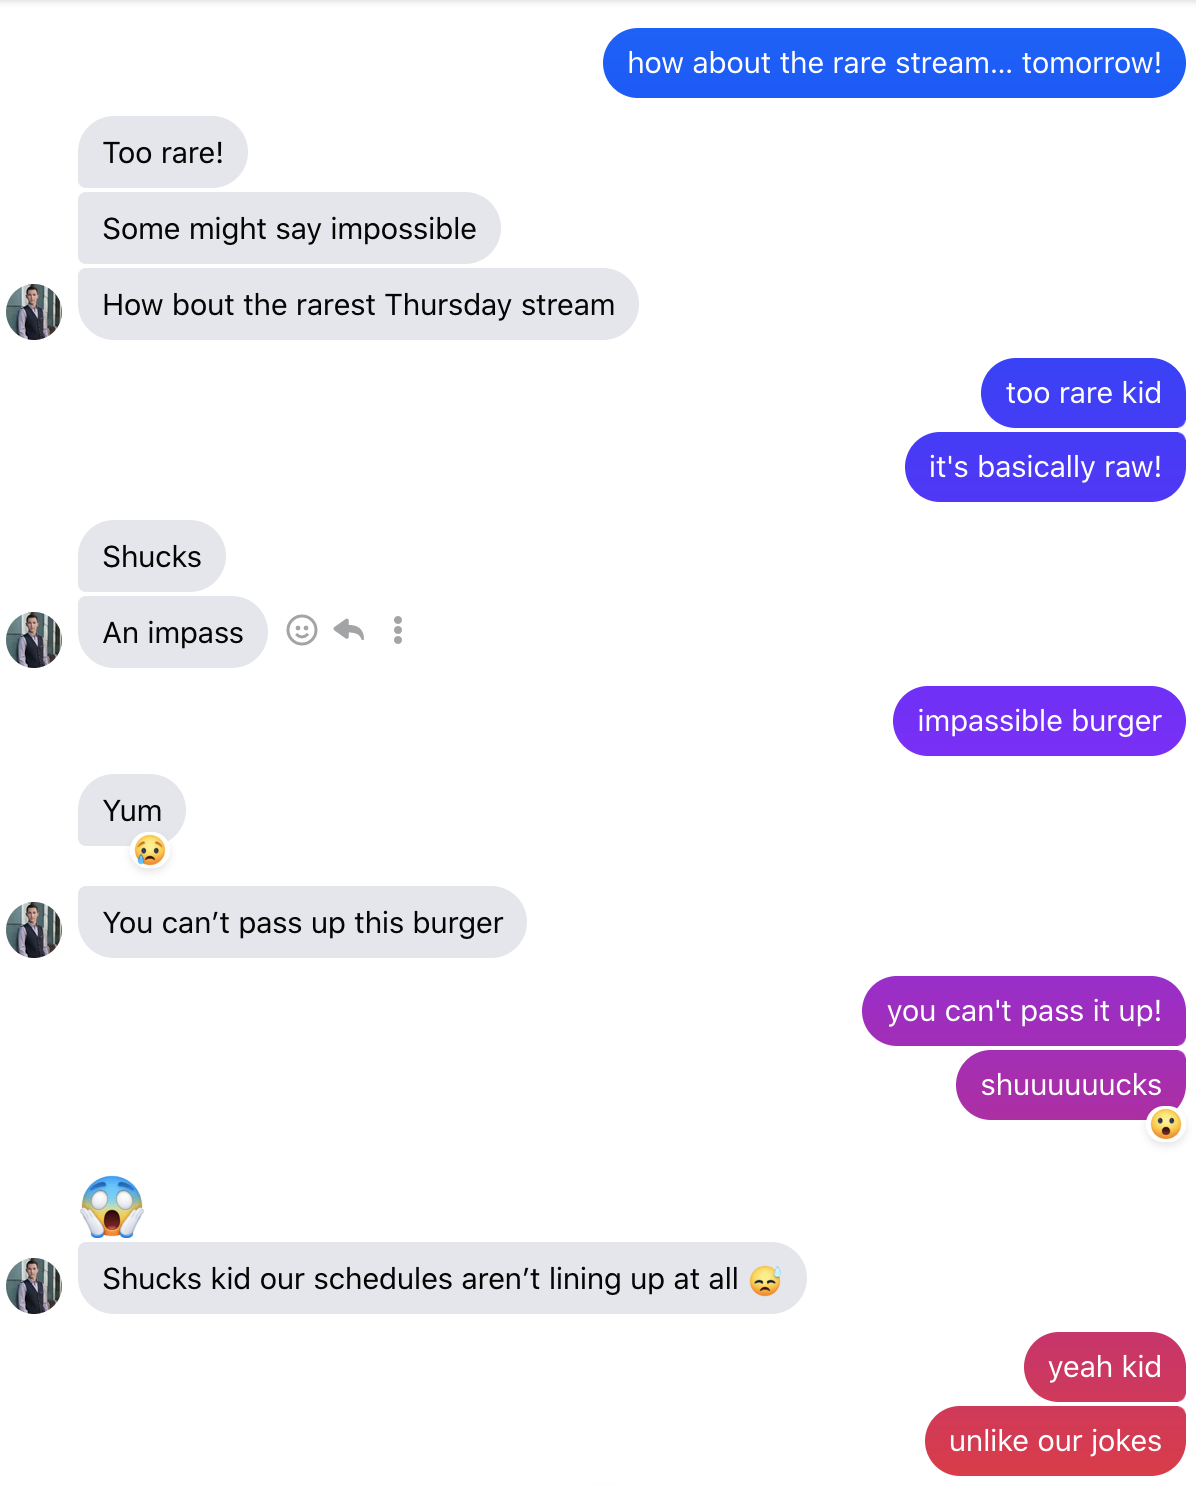 how about the rare stream... tomorrow!
Too rare!
Some might say impossible
How bout the rarest Thursday stream
too rare kid
it's basically raw!
Shucks
An impass
impassible burger
Yum
You can’t pass up this burger
you can't pass it up!
shuuuuuucks
Shucks kid our schedules aren’t lining up at all 😓
yeah kid
unlike our jokes